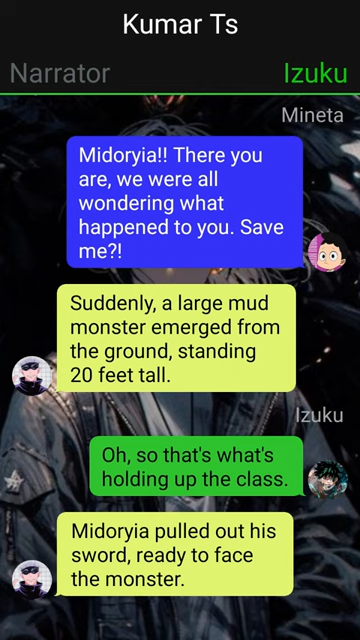 Kumar Ts
Narrator
Izuku
Mineta
Midoryia!! There you
are, we were all
wondering what
happened to you. Save
me?!
Suddenly, a large mud
monster emerged from
the ground, standing
20 feet tall.
Izuku
Oh, so that's what's
holding up the class.
Midoryia pulled out his
sword, ready to face
the monster.